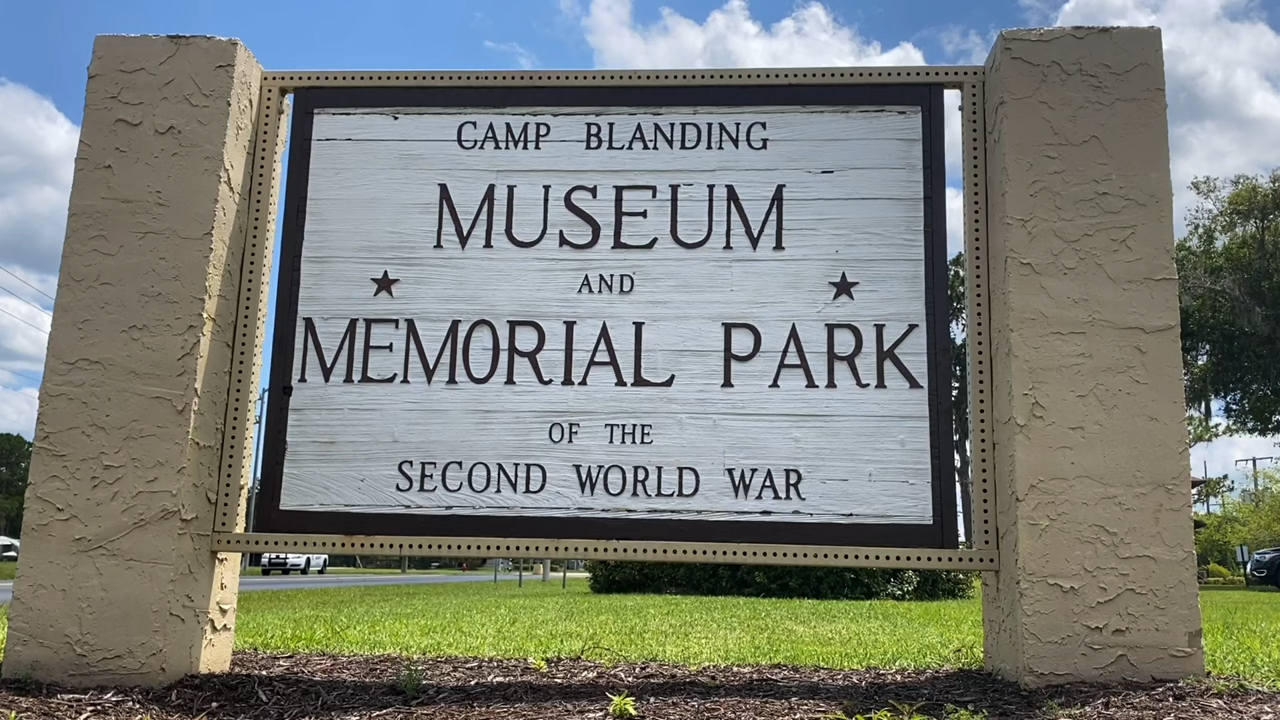 CAMP BLANDING
MUSEUM
AND
MEMORIAL PARK
OF THE
SECOND WORLD WAR